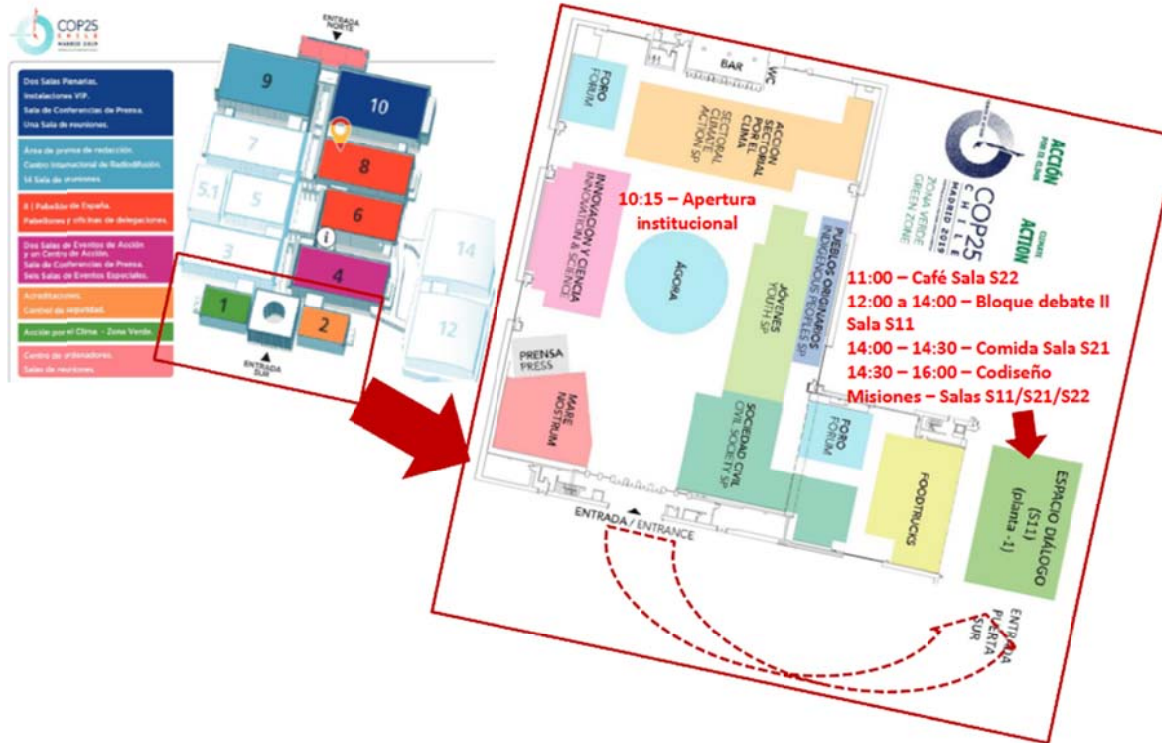 COP25
CHILE
MADRID 2019
Dos Salas Plenarias.
Instalaciones VIP.
Sala de Conferencias de Prensa.
Una Sala de reuniones.
Área de prensa de redacción.
Centro Internacional de Radiodifusión.
14 Sala de reuniones.
8 | Pabellón de España.
Pabellones y oficinas de delegaciones.
Dos Salas de Eventos de Acción
y un Centro de Acción.
Sala de Conferencias de Prensa.
Seis Salas de Eventos Especiales.
Acreditaciones.
Control de seguridad.
Acción por el Clima - Zona Verde.
Centro de ordenadores.
Salas de reuniones.
ENTRADA
NORTE
9
10
7
8
5.1
5
6
i
3
4
14
1
2
12
ENTRADA
SUR
FORO
FORUM
BAR
WC
ACCIÓN
SECTORIAL
POR EL
CLIMA
SECTORAL
CLIMATE
ACTION SP
INNOVACIÓN Y CIENCIA
INNOVATION & SCIENCE
10:15 – Apertura
institucional
ÁGORA
JÓVENES
YOUTH SP
PUEBLOS ORIGINARIOS
INDIGENOUS PEOPLES SP
PRENSA
PRESS
MARE
NOSTRUM
SOCIEDAD CIVIL
CIVIL SOCIETY SP
FORO
FORUM
FOODTRUCKS
ENTRADA / ENTRANCE
COP25
CHILE
MADRID 2019
ZONA VERDE
GREEN ZONE
ACCIÓN
POR EL CLIMA
CLIMATE
ACTION
11:00 – Café Sala S22
12:00 a 14:00 – Bloque debate II
Sala S11
14:00 – 14:30 – Comida Sala S21
14:30 – 16:00 – Codiseño
Misiones – Salas S11/S21/S22
ESPACIO DIÁLOGO
(S11)
(planta -1)
ENTRADA
PUERTA
SUR